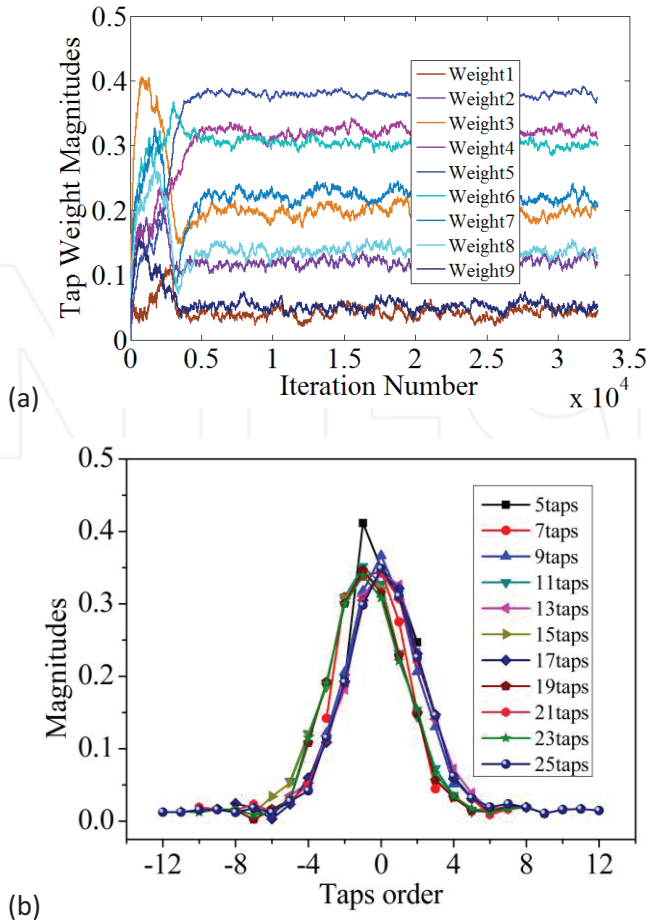 0.5
0.4
0.3
0.2
0.1
0
Tap Weight Magnitudes
Weight1
Weight2
Weight3
Weight4
Weight5
Weight6
Weight7
Weight8
Weight9
0 0.5 1 1.5 2 2.5 3 3.5
Iteration Number
x 10^4
(a)
0.5
0.4
0.3
0.1
0.0
Magnitudes
5taps
7taps
9taps
11taps
13taps
15taps
17taps
19taps
21taps
23taps
25taps
-12 -8 -4 0 4 8 12
Taps order
(b)